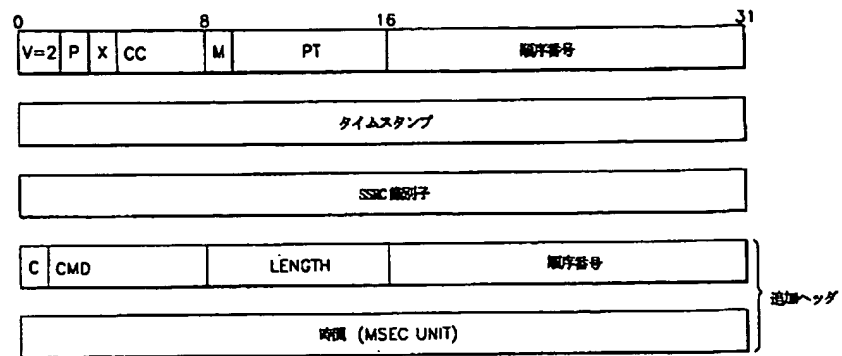 0 8 16 31
V=2 P X CC M PT 順序番号
タイムスタンプ
SSRC 識別子
C CMD LENGTH 順序番号
追加ヘッダ
時間 (MSEC UNIT)